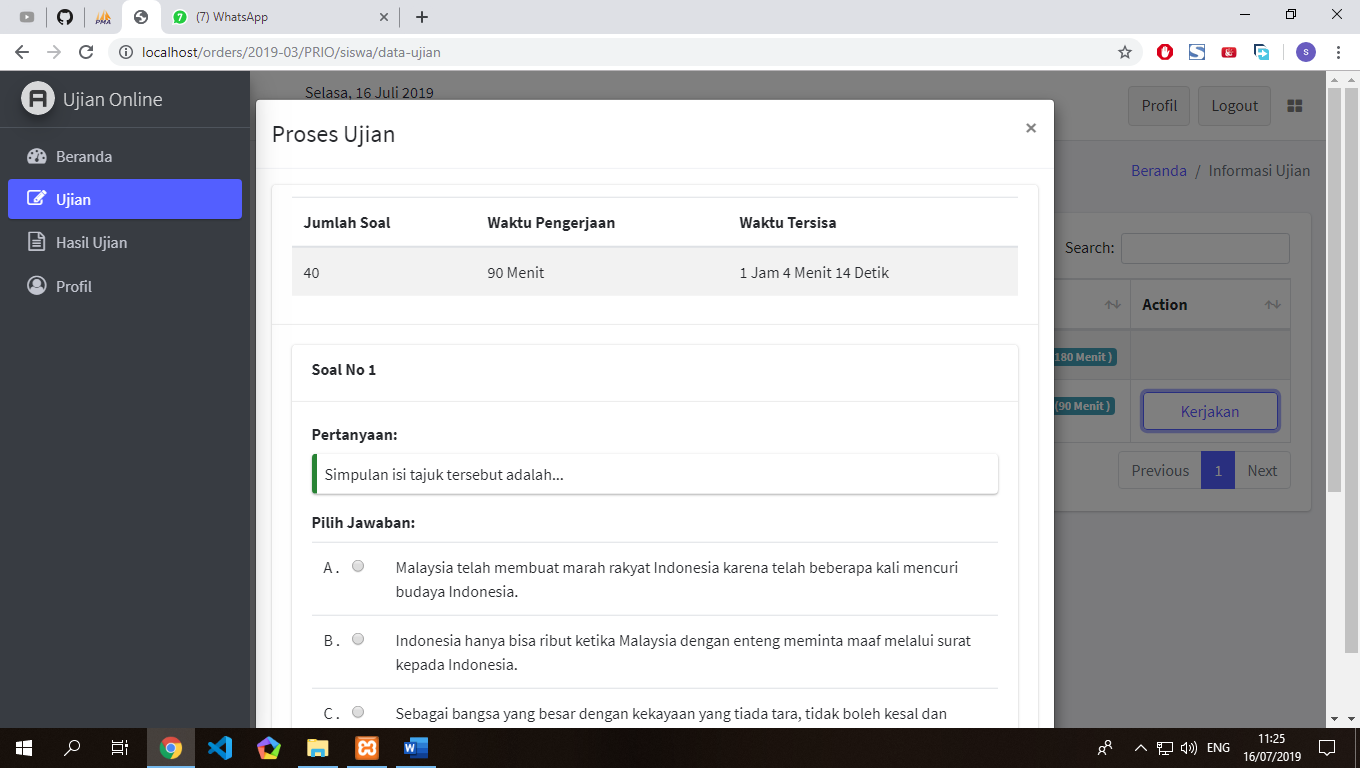 (7) WhatsApp
localhost/orders/2019-03/PRIO/siswa/data-ujian
S
Ujian Online
Beranda
Ujian
Hasil Ujian
Profil
Selasa, 16 Juli 2019
Profil
Logout
Beranda / Informasi Ujian
Proses Ujian
×
Jumlah Soal Waktu Pengerjaan Waktu Tersisa
40 90 Menit 1 Jam 4 Menit 14 Detik
Soal No 1
Pertanyaan:
Simpulan isi tajuk tersebut adalah...
Pilih Jawaban:
A. Malaysia telah membuat marah rakyat Indonesia karena telah beberapa kali mencuri
budaya Indonesia.
B. Indonesia hanya bisa ribut ketika Malaysia dengan enteng meminta maaf melalui surat
kepada Indonesia.
C. Sebagai bangsa yang besar dengan kekayaan yang tiada tara, tidak boleh kesal dan
Search:
Action
180 Menit )
(90 Menit )
Kerjakan
Previous 1 Next
ENG
11:25
16/07/2019